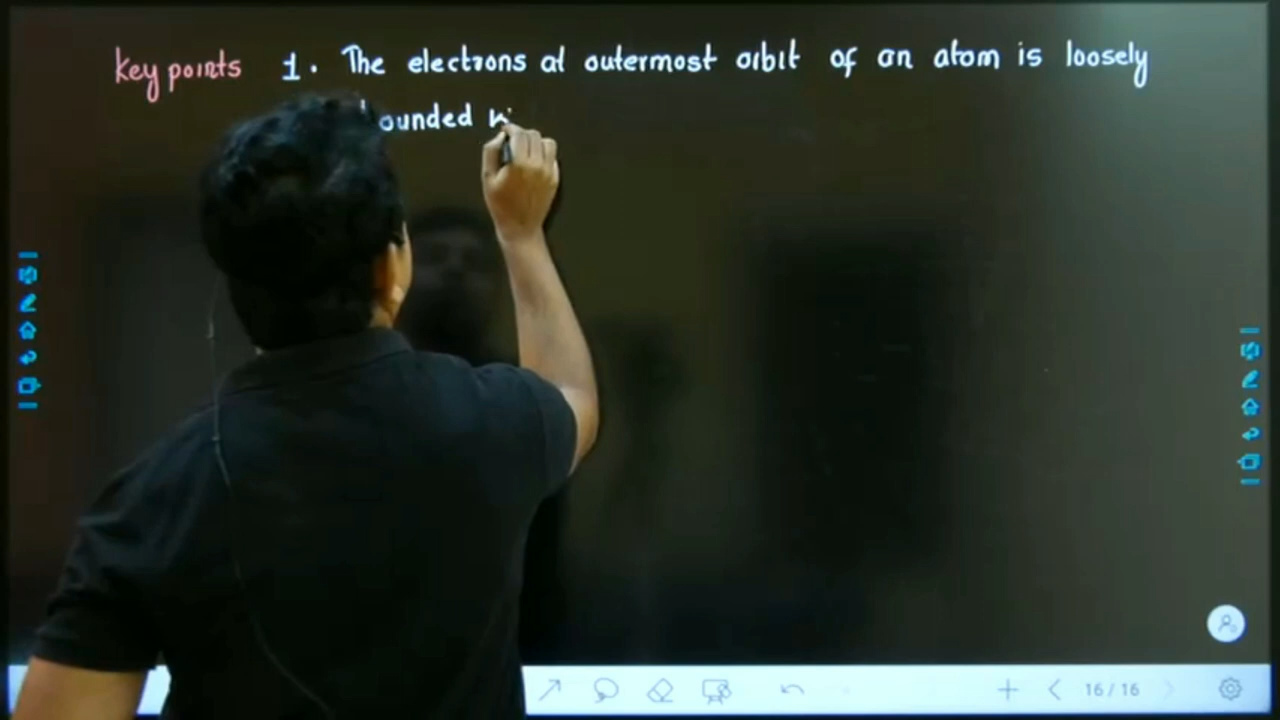 key points 1. The electrons at outermost orbit of an atom is loosely
ounded
16/16